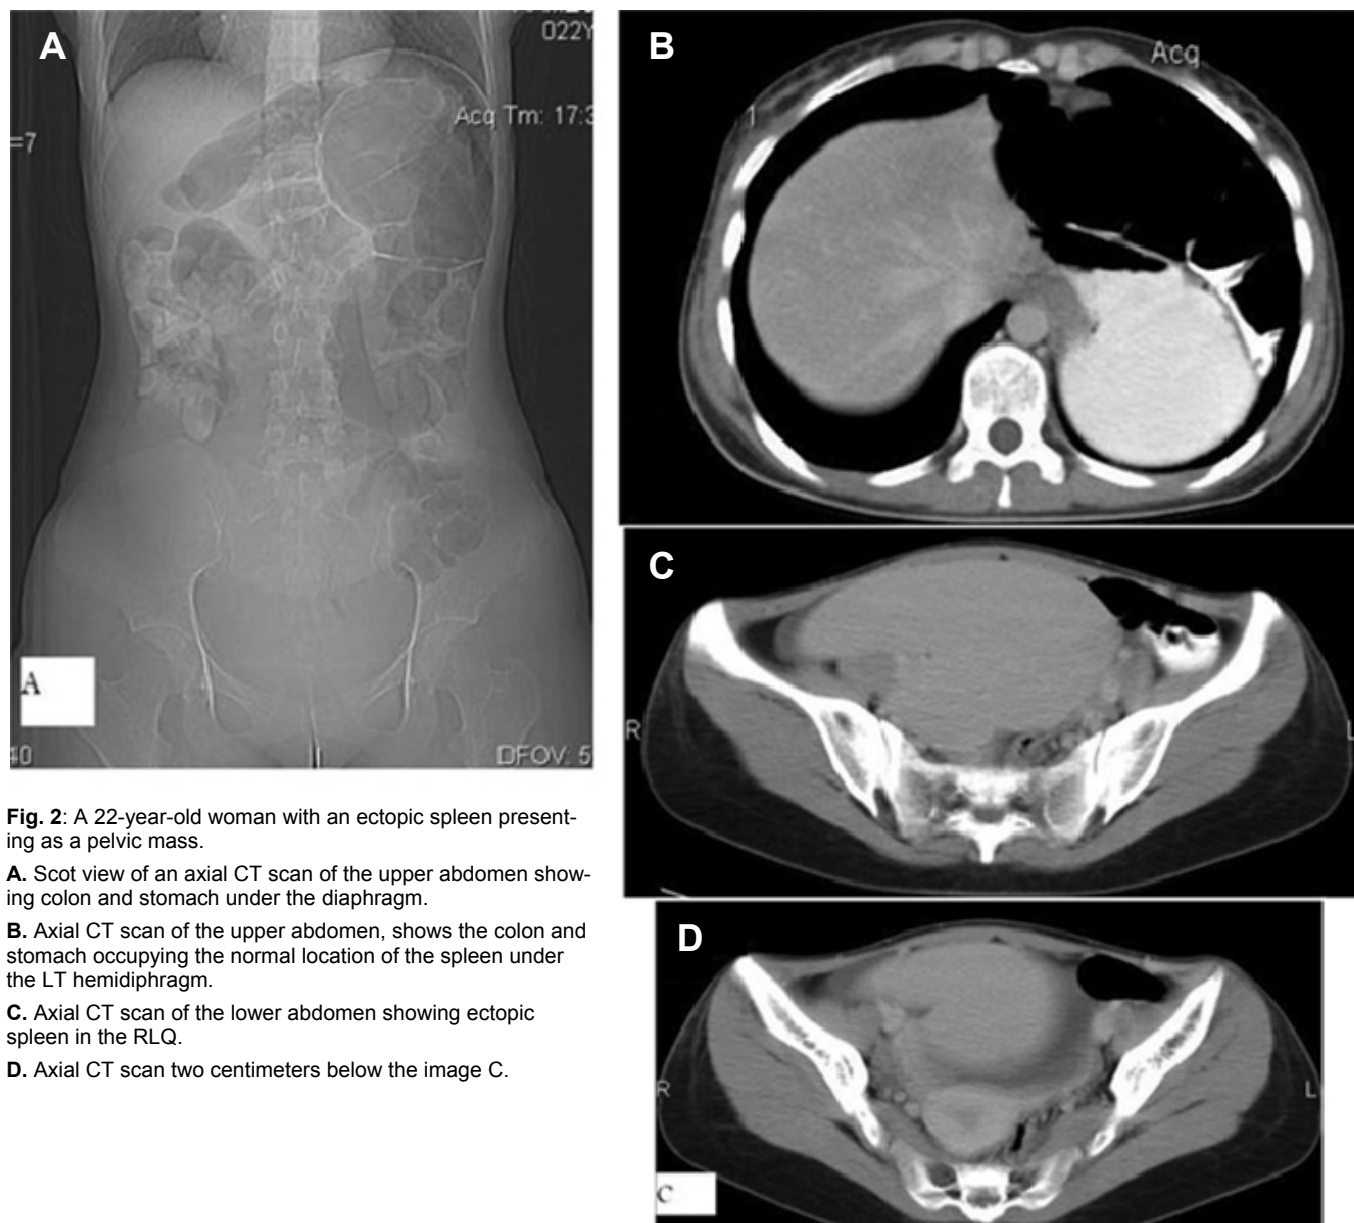 A
022Y
Acq Tm: 17:3
=7
A
40
DFOV: 5
B
Acq
1
C
R
L
D
R
L
C
Fig. 2: A 22-year-old woman with an ectopic spleen present-
ing as a pelvic mass.
A. Scot view of an axial CT scan of the upper abdomen show-
ing colon and stomach under the diaphragm.
B. Axial CT scan of the upper abdomen, shows the colon and
stomach occupying the normal location of the spleen under
the LT hemidiphragm.
C. Axial CT scan of the lower abdomen showing ectopic
spleen in the RLQ.
D. Axial CT scan two centimeters below the image C.